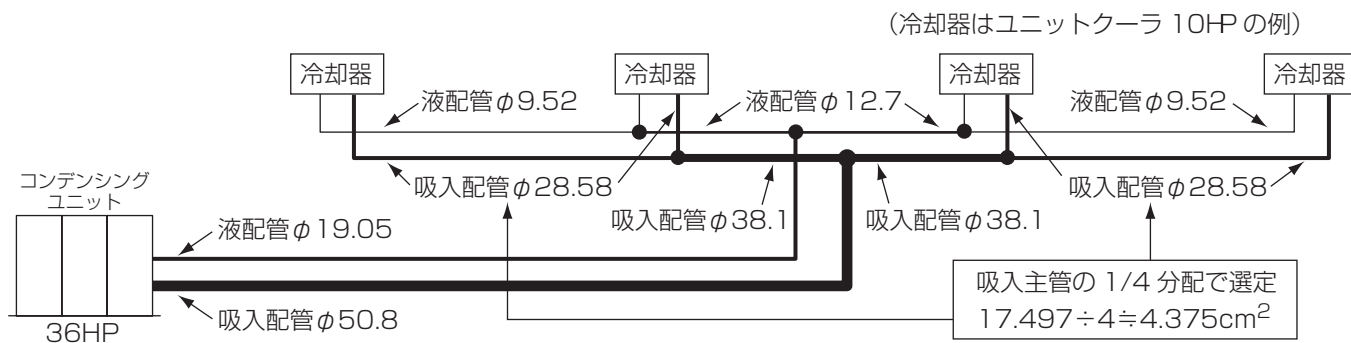 （冷却器はユニットクーラ 10HP の例）
冷却器
冷却器
冷却器
冷却器
液配管φ9.52
液配管φ12.7
液配管φ9.52
吸入配管φ28.58
吸入配管φ28.58
コンデンシング
ユニット
吸入配管φ38.1
吸入配管φ38.1
液配管φ19.05
吸入主管の 1/4 分配で選定
17.497÷4≒4.375cm²
吸入配管φ50.8
36HP